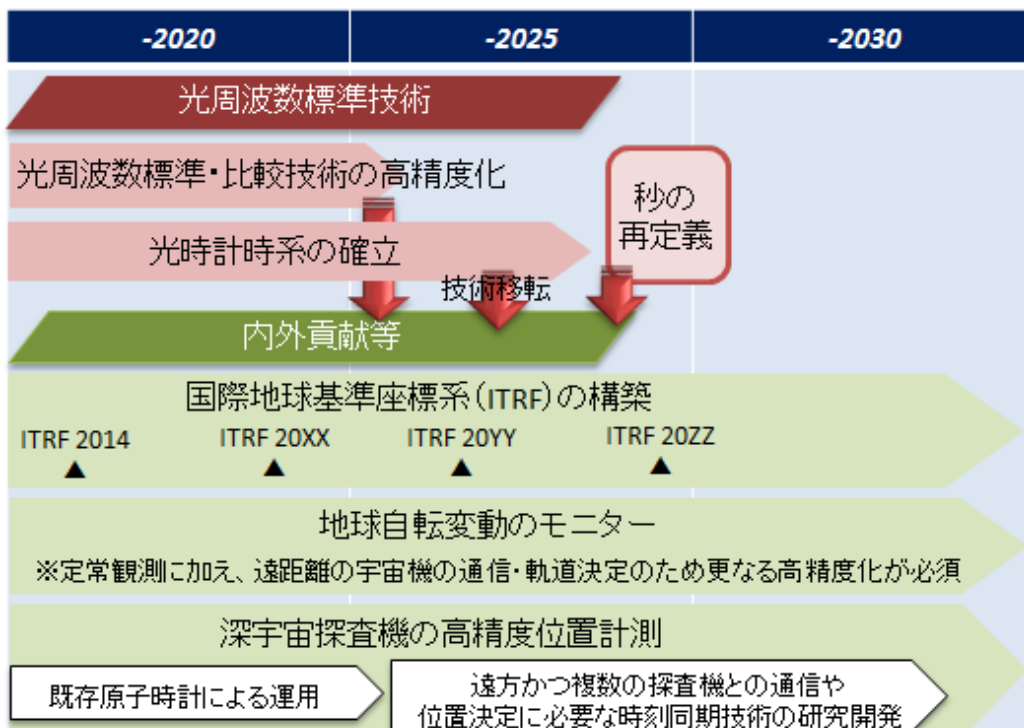 -2020
-2025
-2030
光周波数標準技術
光周波数標準・比較技術の高精度化
秒の
再定義
光時計時系の確立
技術移転
内外貢献等
国際地球基準座標系(ITRF)の構築
ITRF 2014
ITRF 20XX
ITRF 20YY
ITRF 20ZZ
▲
▲
▲
▲
地球自転変動のモニター
※定常観測に加え、遠距離の宇宙機の通信・軌道決定のため更なる高精度化が必須
深宇宙探査機の高精度位置計測
既存原子時計による運用
遠方かつ複数の探査機との通信や
位置決定に必要な時刻同期技術の研究開発